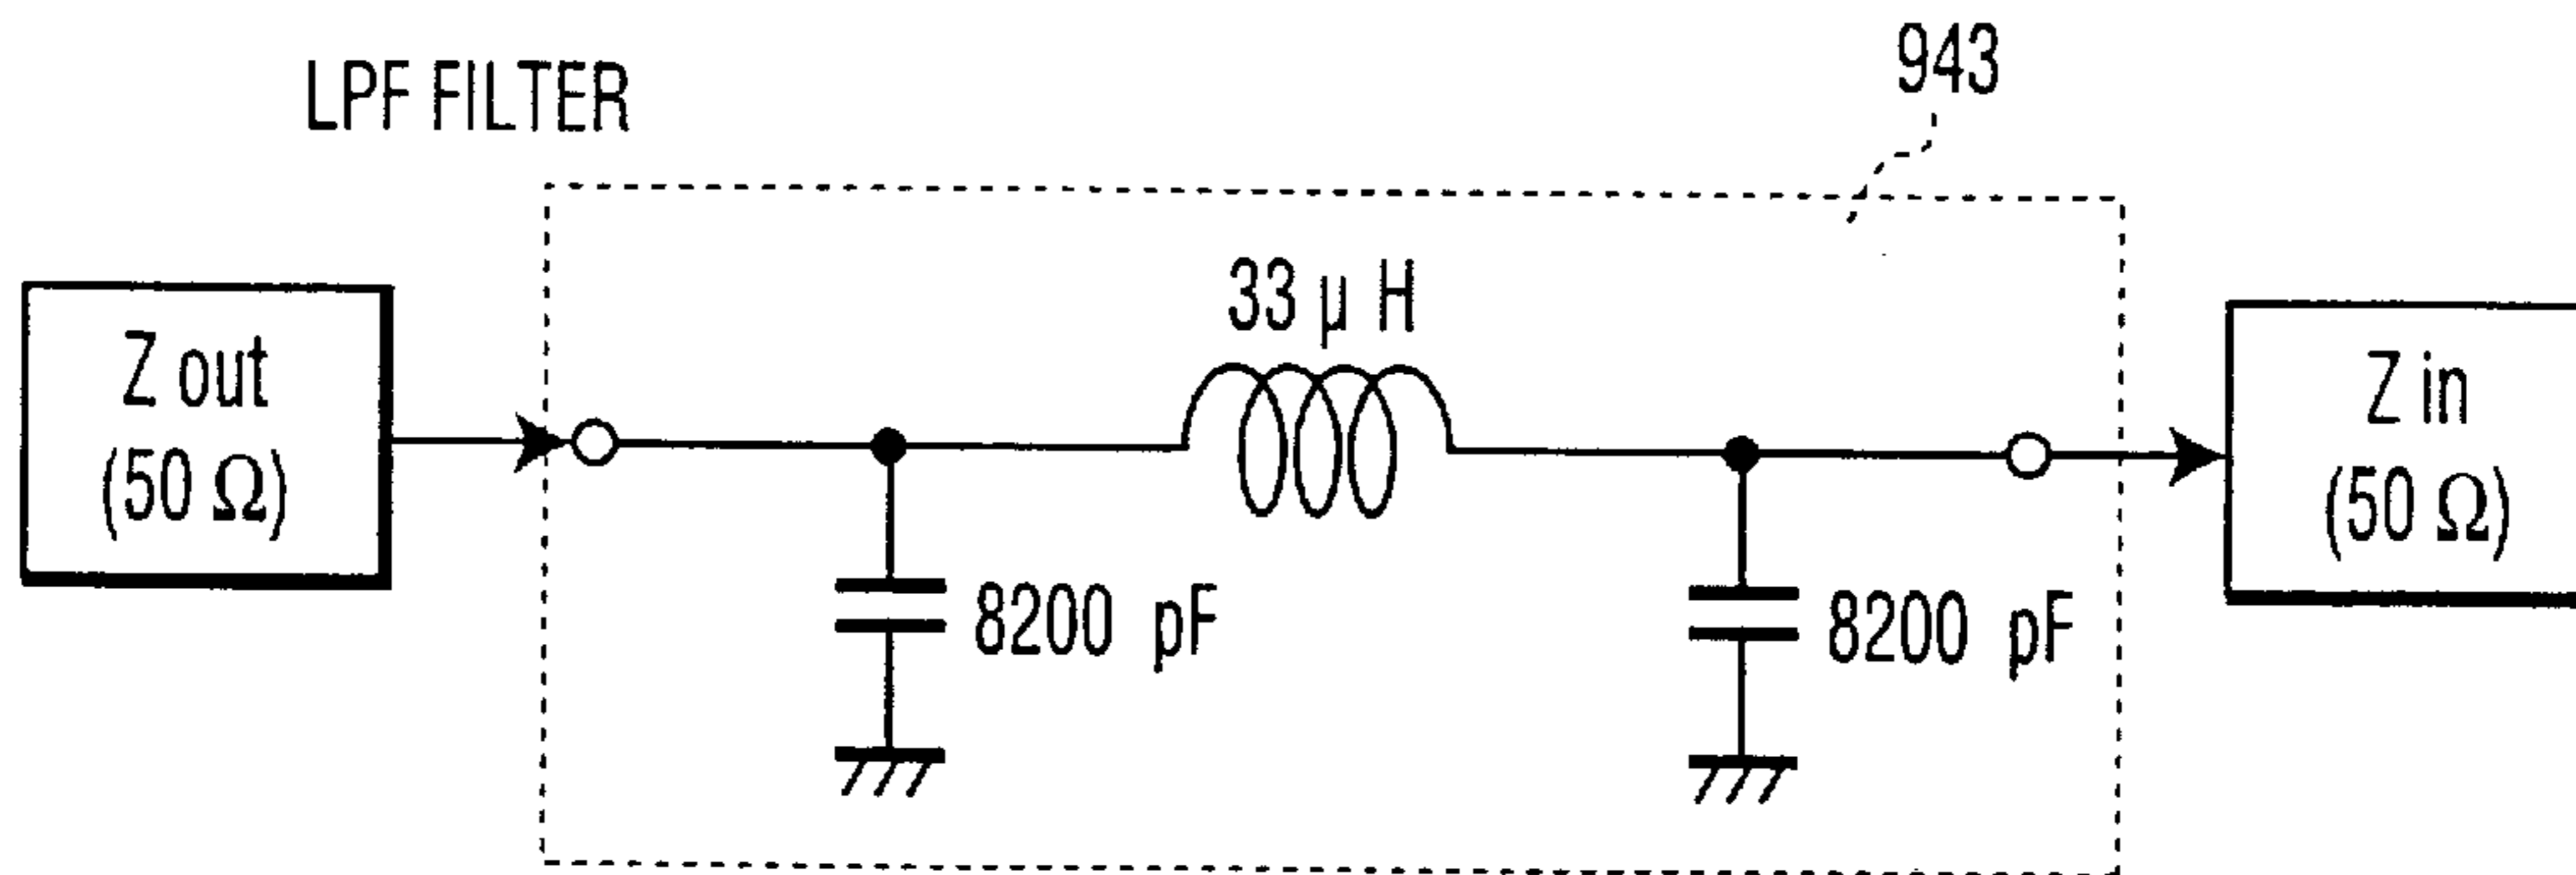 LPF FILTER
943
33 μ H
Z out
(50 Ω)
Z in
(50 Ω)
8200 pF
8200 pF